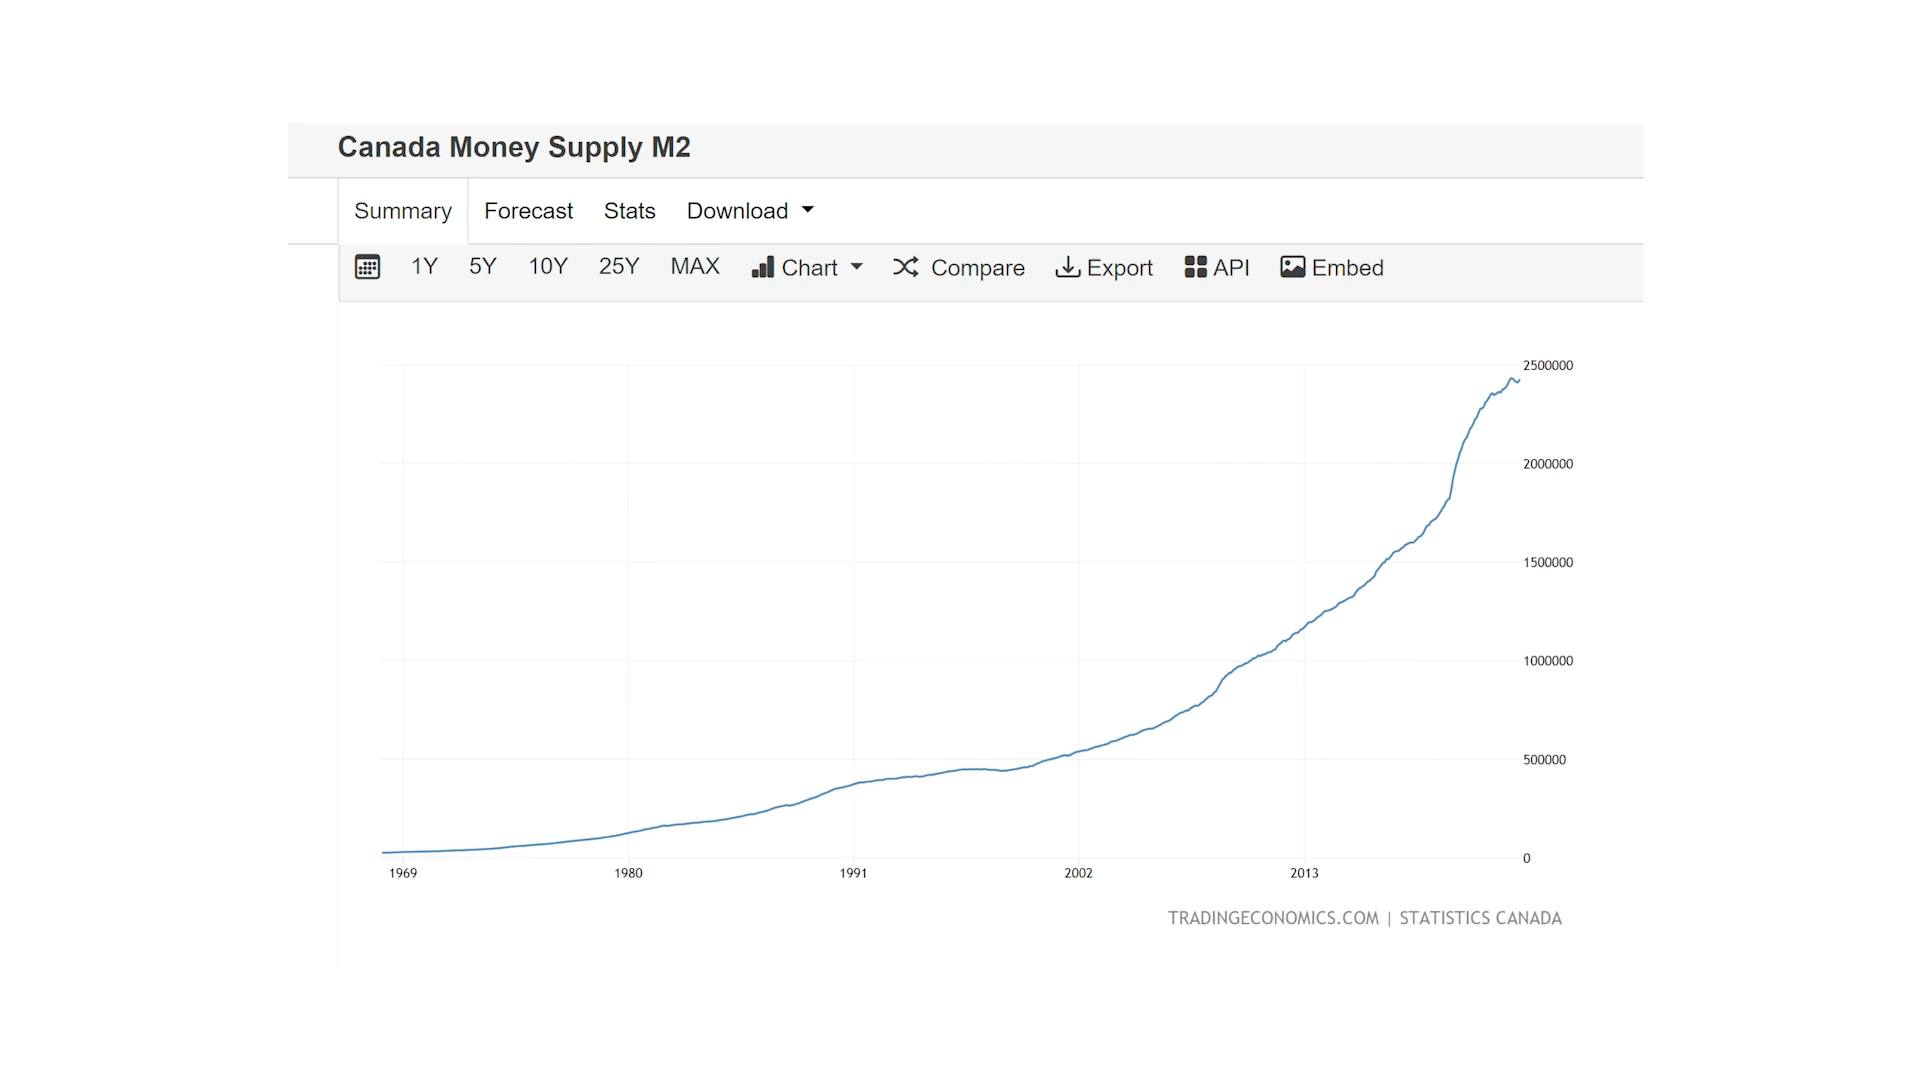 Canada Money Supply M2
Summary Forecast Stats Download
1Y 5Y 10Y 25Y MAX Chart Compare Export API Embed
2500000
2000000
1500000
1000000
500000
0
1969 1980 1991 2002 2013
TRADINGECONOMICS.COM | STATISTICS CANADA